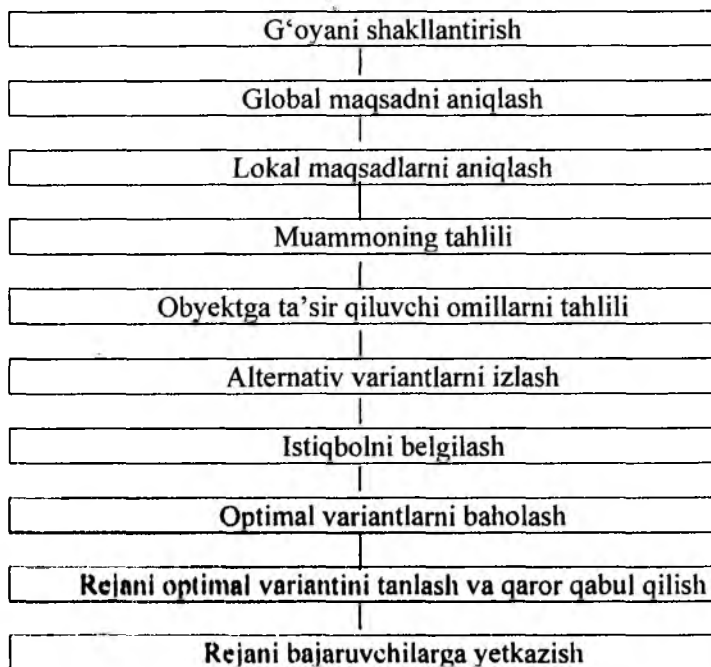 G‘oyani shakllantirish
Global maqsadni aniqlash
Lokal maqsadlarni aniqlash
Muammoning tahlili
Obyektga ta’sir qiluvchi omillarni tahlili
Alternativ variantlarni izlash
Istiqbolni belgilash
Optimal variantlarni baholash
Rejani optimal variantini tanlash va qaror qabul qilish
Rejani bajaruvchilarga yetkazish